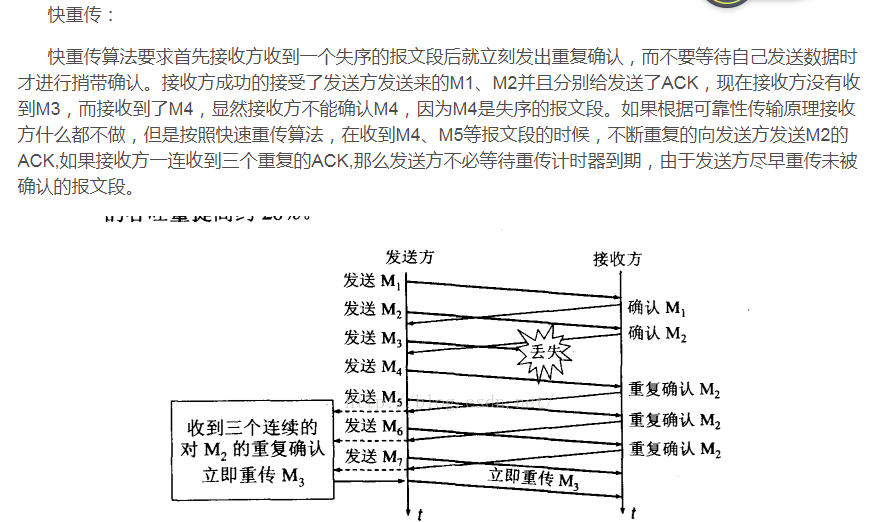 快重传：
快重传算法要求首先接收方收到一个失序的报文段后就立刻发出重复确认，而不要等待自己发送数据时
才进行捎带确认。接收方成功的接受了发送方发送来的M1、M2并且分别给发送了ACK，现在接收方没有收
到M3，而接收到了M4，显然接收方不能确认M4，因为M4是失序的报文段。如果根据可靠性传输原理接收
方什么都不做，但是按照快速重传算法，在收到M4、M5等报文段的时候，不断重复的向发送方发送M2的
ACK,如果接收方一连收到三个重复的ACK,那么发送方不必等待重传计时器到期，由于发送方尽早重传未被
确认的报文段。
发送方
接收方
发送 M1
发送 M2
确认 M1
发送 M3
确认 M2
丢失
发送 M4
发送 M5
重复确认 M2
发送 M6
重复确认 M2
发送 M7
重复确认 M2
收到三个连续的
对 M2 的重复确认
立即重传 M3
立即重传 M3
t
t